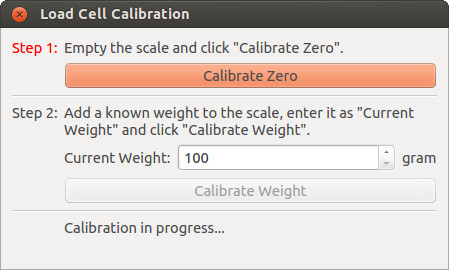 Load Cell Calibration
Step 1: Empty the scale and click "Calibrate Zero".
Calibrate Zero
Step 2: Add a known weight to the scale, enter it as "Current
Weight" and click "Calibrate Weight".
Current Weight: 100 gram
Calibrate Weight
Calibration in progress...